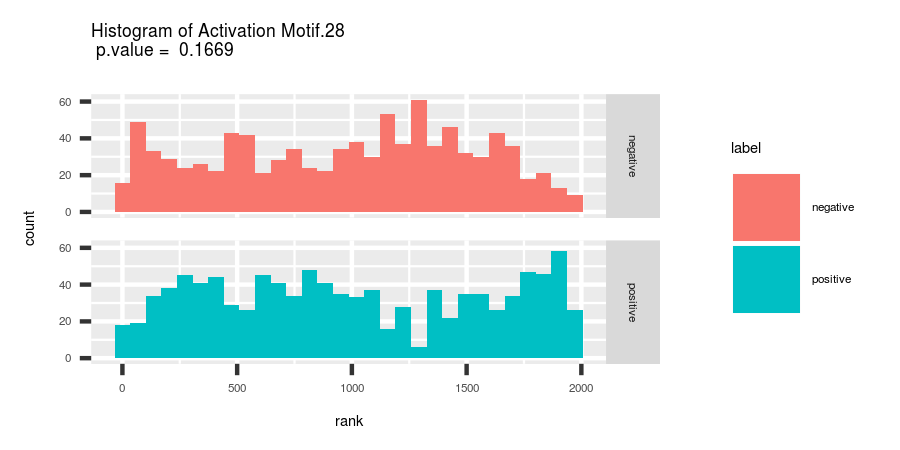 Histogram of Activation Motif.28
p.value = 0.1669
count
60
40
20
0
negative
60
40
20
0
positive
0 500 1000 1500 2000
rank
label
negative
positive